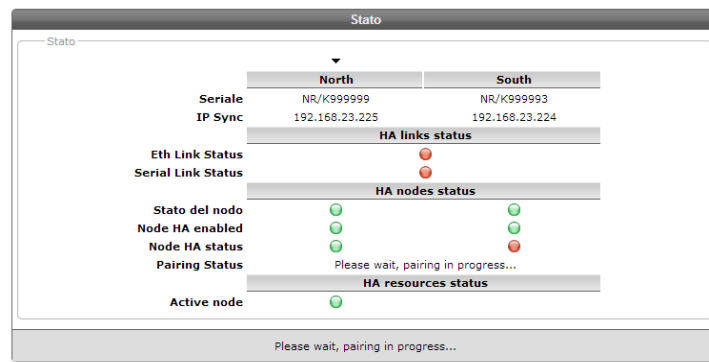 Stato
Stato
North South
Seriale NR/K999999 NR/K999993
IP Sync 192.168.23.225 192.168.23.224
HA links status
Eth Link Status
Serial Link Status
HA nodes status
Stato del nodo
Node HA enabled
Node HA status
Pairing Status Please wait, pairing in progress...
HA resources status
Active node
Please wait, pairing in progress...